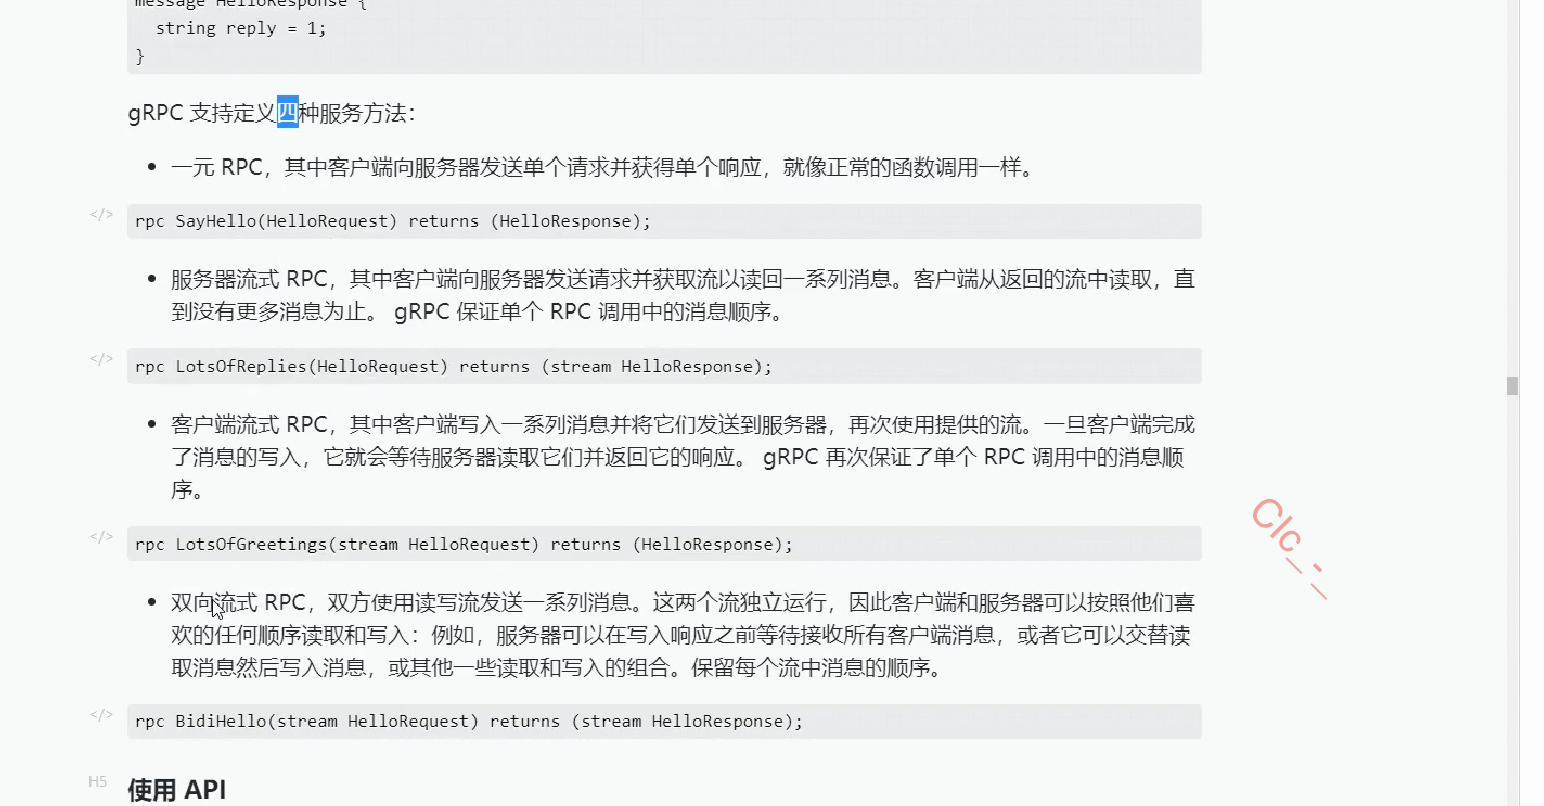 message HelloResponse {
string reply = 1;
}
gRPC 支持定义四种服务方法：
• 一元 RPC，其中客户端向服务器发送单个请求并获得单个响应，就像正常的函数调用一样。
</> rpc SayHello(HelloRequest) returns (HelloResponse);
• 服务器流式 RPC，其中客户端向服务器发送请求并获取流以读回一系列消息。客户端从返回的流中读取，直
到没有更多消息为止。 gRPC 保证单个 RPC 调用中的消息顺序。
</> rpc LotsOfReplies(HelloRequest) returns (stream HelloResponse);
• 客户端流式 RPC，其中客户端写入一系列消息并将它们发送到服务器，再次使用提供的流。一旦客户端完成
了消息的写入，它就会等待服务器读取它们并返回它的响应。 gRPC 再次保证了单个 RPC 调用中的消息顺
序。
</> rpc LotsOfGreetings(stream HelloRequest) returns (HelloResponse);
• 双向流式 RPC，双方使用读写流发送一系列消息。这两个流独立运行，因此客户端和服务器可以按照他们喜
欢的任何顺序读取和写入：例如，服务器可以在写入响应之前等待接收所有客户端消息，或者它可以交替读
取消息然后写入消息，或其他一些读取和写入的组合。保留每个流中消息的顺序。
</> rpc BidiHello(stream HelloRequest) returns (stream HelloResponse);
H5 使用 API